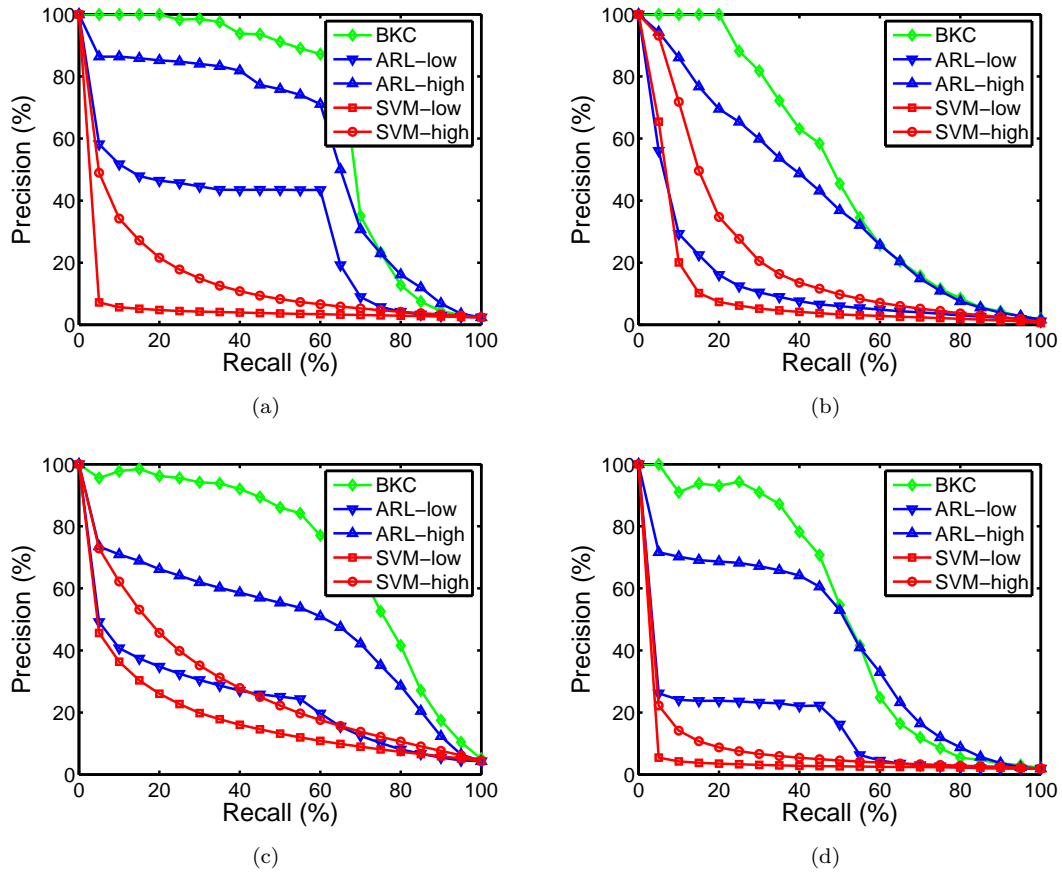 100
80
60
40
20
0
Precision (%)
BKC
ARL-low
ARL-high
SVM-low
SVM-high
0 20 40 60 80 100
Recall (%)
(a)
100
80
60
40
20
0
Precision (%)
BKC
ARL-low
ARL-high
SVM-low
SVM-high
0 20 40 60 80 100
Recall (%)
(b)
100
80
60
40
20
0
Precision (%)
BKC
ARL-low
ARL-high
SVM-low
SVM-high
0 20 40 60 80 100
Recall (%)
(c)
100
80
60
40
20
0
Precision (%)
BKC
ARL-low
ARL-high
SVM-low
SVM-high
0 20 40 60 80 100
Recall (%)
(d)